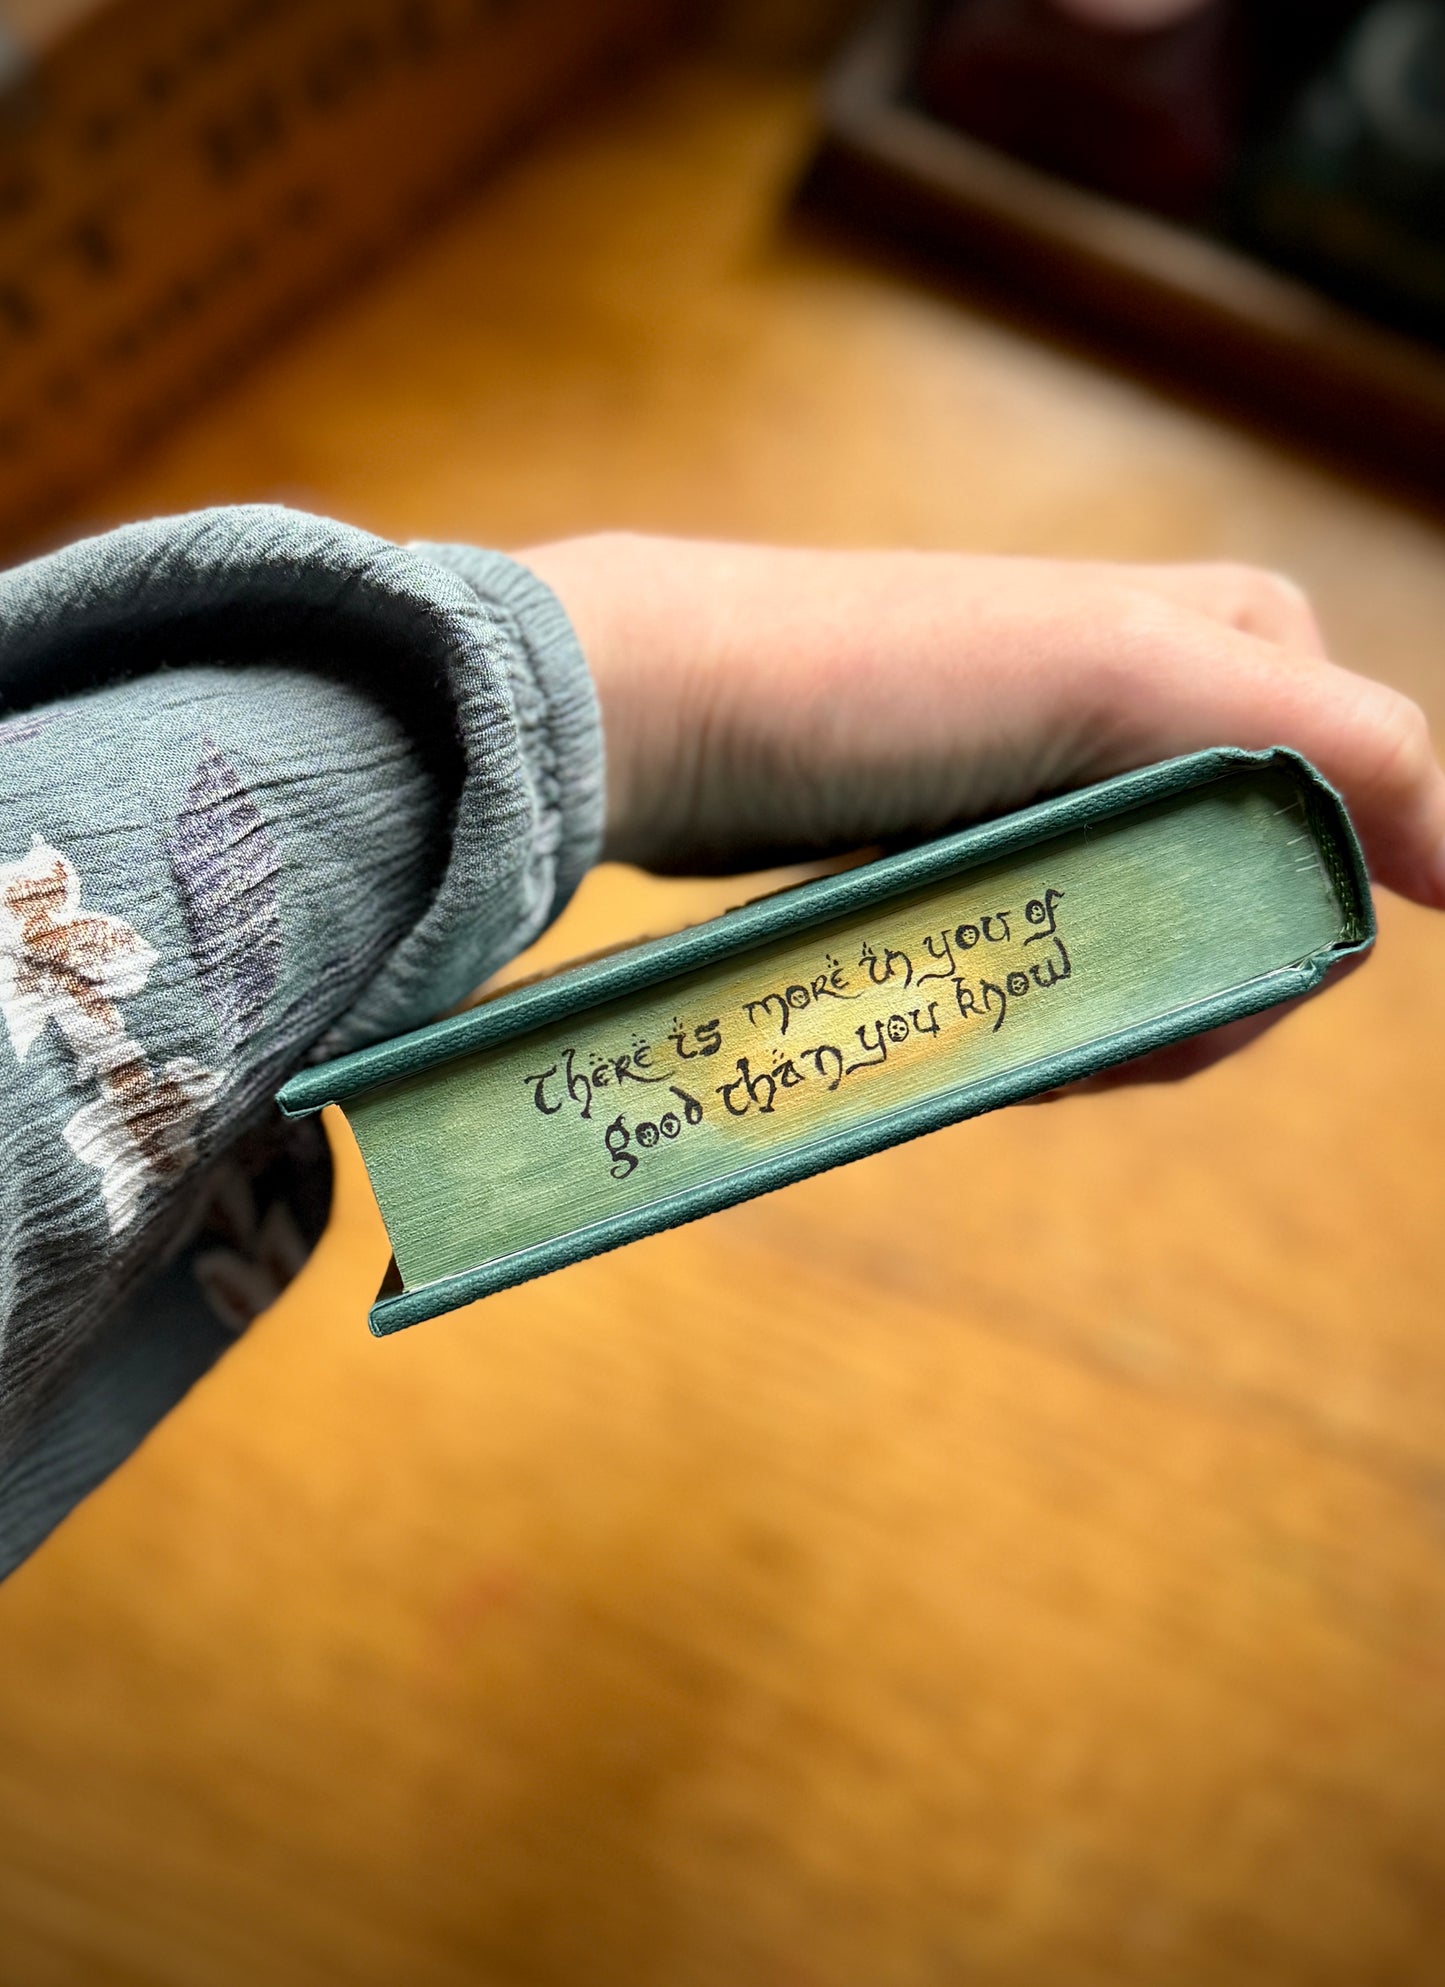 There is more in you of
good than you know